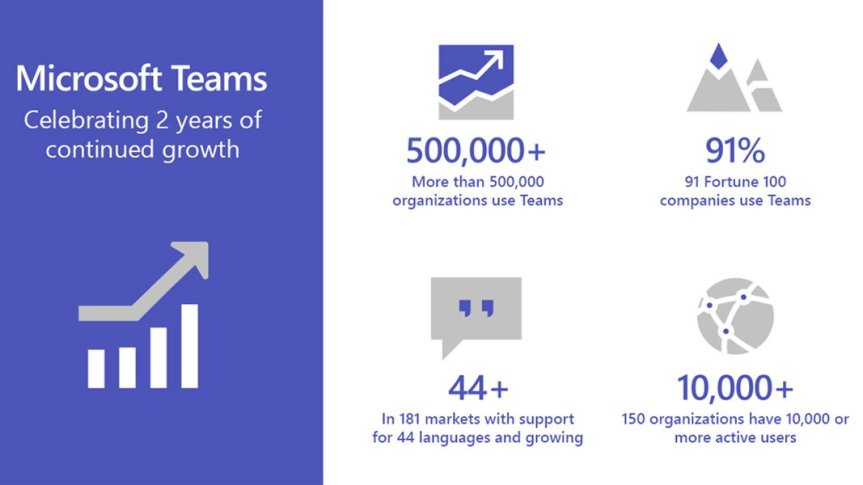 Microsoft Teams
Celebrating 2 years of
continued growth
500,000+
More than 500,000
organizations use Teams
91%
91 Fortune 100
companies use Teams
44+
In 181 markets with support
for 44 languages and growing
10,000+
150 organizations have 10,000 or
more active users